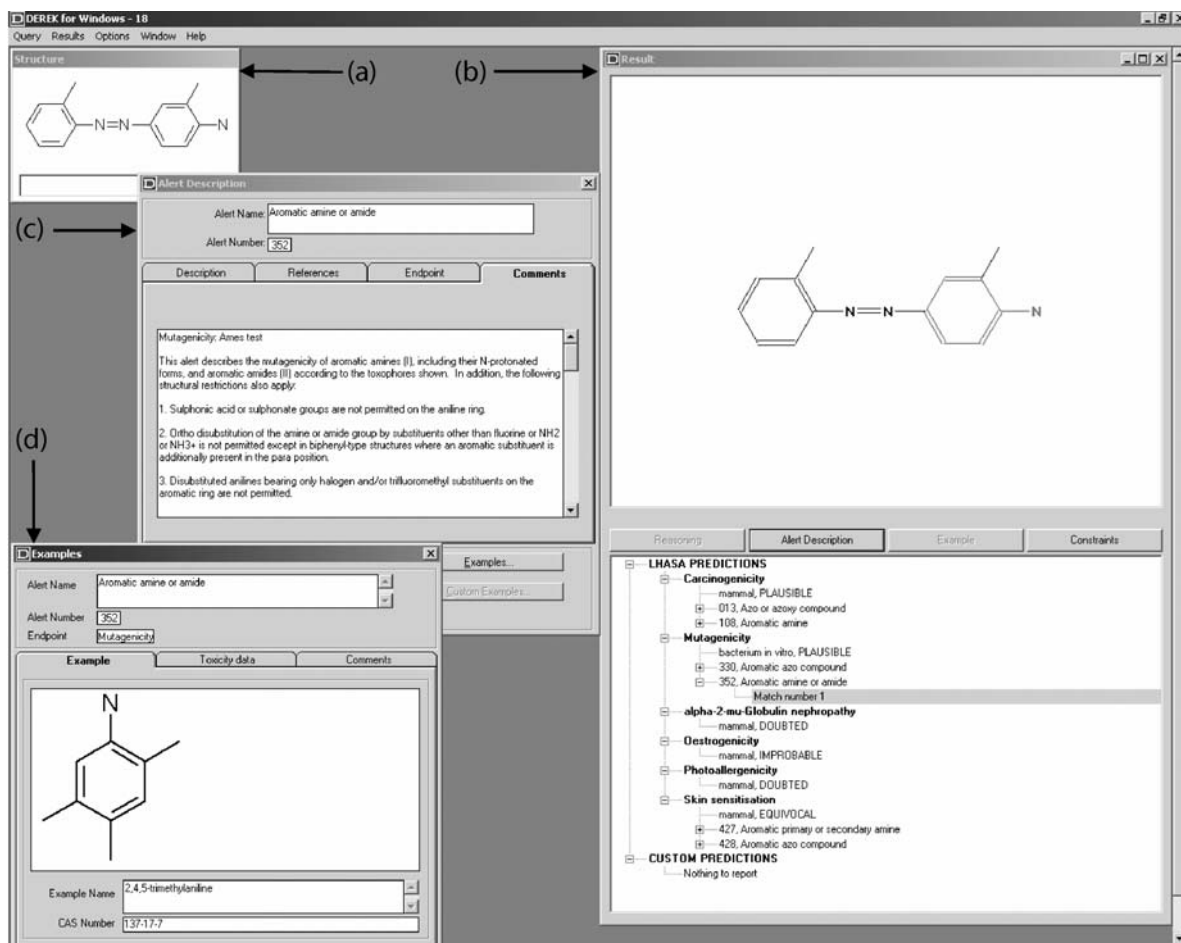 DEREK for Windows - 18
Query Results Options Window Help
Structure
(a)
N=N
N
(b)
Result
N=N
N
(c)
Alert Description
Alert Name: Aromatic amine or amide
Alert Number: 352
Description References Endpoint Comments
Mutagenicity: Ames test
This alert describes the mutagenicity of aromatic amines (I), including their N-protonated
forms, and aromatic amides (II) according to the toxophores shown. In addition, the following
structural restrictions also apply:
1. Sulphonic acid or sulphonate groups are not permitted on the aniline ring.
2. Ortho disubstitution of the amine or amide group by substituents other than fluorine or NH2
or NH3+ is not permitted except in biphenyl-type structures where an aromatic substituent is
additionally present in the para position.
3. Disubstituted anilines bearing only halogen and/or trifluoromethyl substituents on the
aromatic ring are not permitted.
Examples...
Custom Examples...
(d)
Examples
Alert Name Aromatic amine or amide
Alert Number 352
Endpoint Mutagenicity
Example Toxicity data Comments
N
Example Name 2,4,5-trimethylaniline
CAS Number 137-17-7
Reasoning Alert Description Example Constraints
LHASA PREDICTIONS
Carcinogenicity
mammal, PLAUSIBLE
013, Azo or azoxy compound
108, Aromatic amine
Mutagenicity
bacterium in vitro, PLAUSIBLE
330, Aromatic azo compound
352, Aromatic amine or amide
Match number 1
alpha-2-mu-Globulin nephropathy
mammal, DOUBTED
Oestrogenicity
mammal, IMPROBABLE
Photoallergenicity
mammal, DOUBTED
Skin sensitisation
mammal, EQUIVOCAL
427, Aromatic primary or secondary amine
428, Aromatic azo compound
CUSTOM PREDICTIONS
Nothing to report